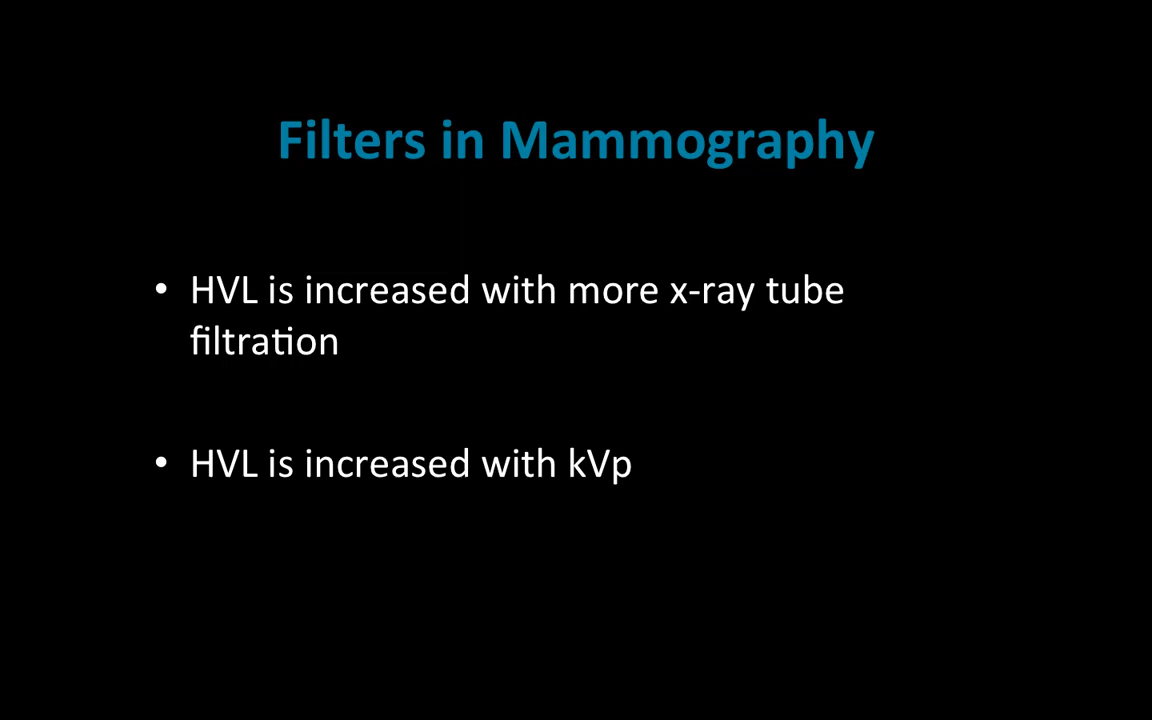 Filters in Mammography
• HVL is increased with more x-ray tube
filtration
• HVL is increased with kVp